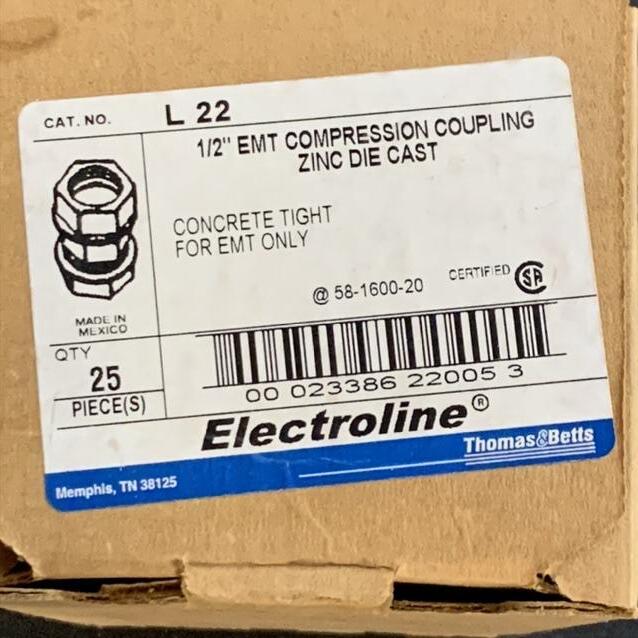 CAT. NO. L 22
1/2" EMT COMPRESSION COUPLING
ZINC DIE CAST
CONCRETE TIGHT
FOR EMT ONLY
@ 58-1600-20 CERTIFIED SA
MADE IN
MEXICO
QTY
25
PIECE(S)
00 023386 22005 3
Electroline®
Thomas&Betts
Memphis, TN 38125